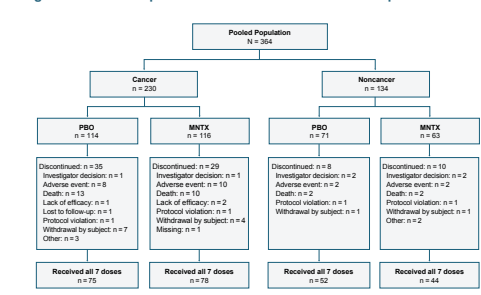 Pooled Population
N = 364
Cancer
n = 230
Noncancer
n = 134
PBO
n = 114
MNTX
n = 116
PBO
n = 71
MNTX
n = 63
Discontinued: n = 35
Investigator decision: n = 1
Adverse event: n = 8
Death: n = 13
Lack of efficacy: n = 1
Lost to follow-up: n = 1
Protocol violation: n = 1
Withdrawal by subject: n = 7
Other: n = 3
Discontinued: n = 29
Investigator decision: n = 1
Adverse event: n = 10
Death: n = 10
Lack of efficacy: n = 2
Protocol violation: n = 1
Withdrawal by subject: n = 4
Missing: n = 1
Discontinued: n = 8
Investigator decision: n = 2
Adverse event: n = 2
Death: n = 2
Protocol violation: n = 1
Withdrawal by subject: n = 1
Discontinued: n = 10
Investigator decision: n = 2
Adverse event: n = 2
Death: n = 2
Protocol violation: n = 1
Withdrawal by subject: n = 1
Other: n = 2
Received all 7 doses
n = 75
Received all 7 doses
n = 78
Received all 7 doses
n = 52
Received all 7 doses
n = 44